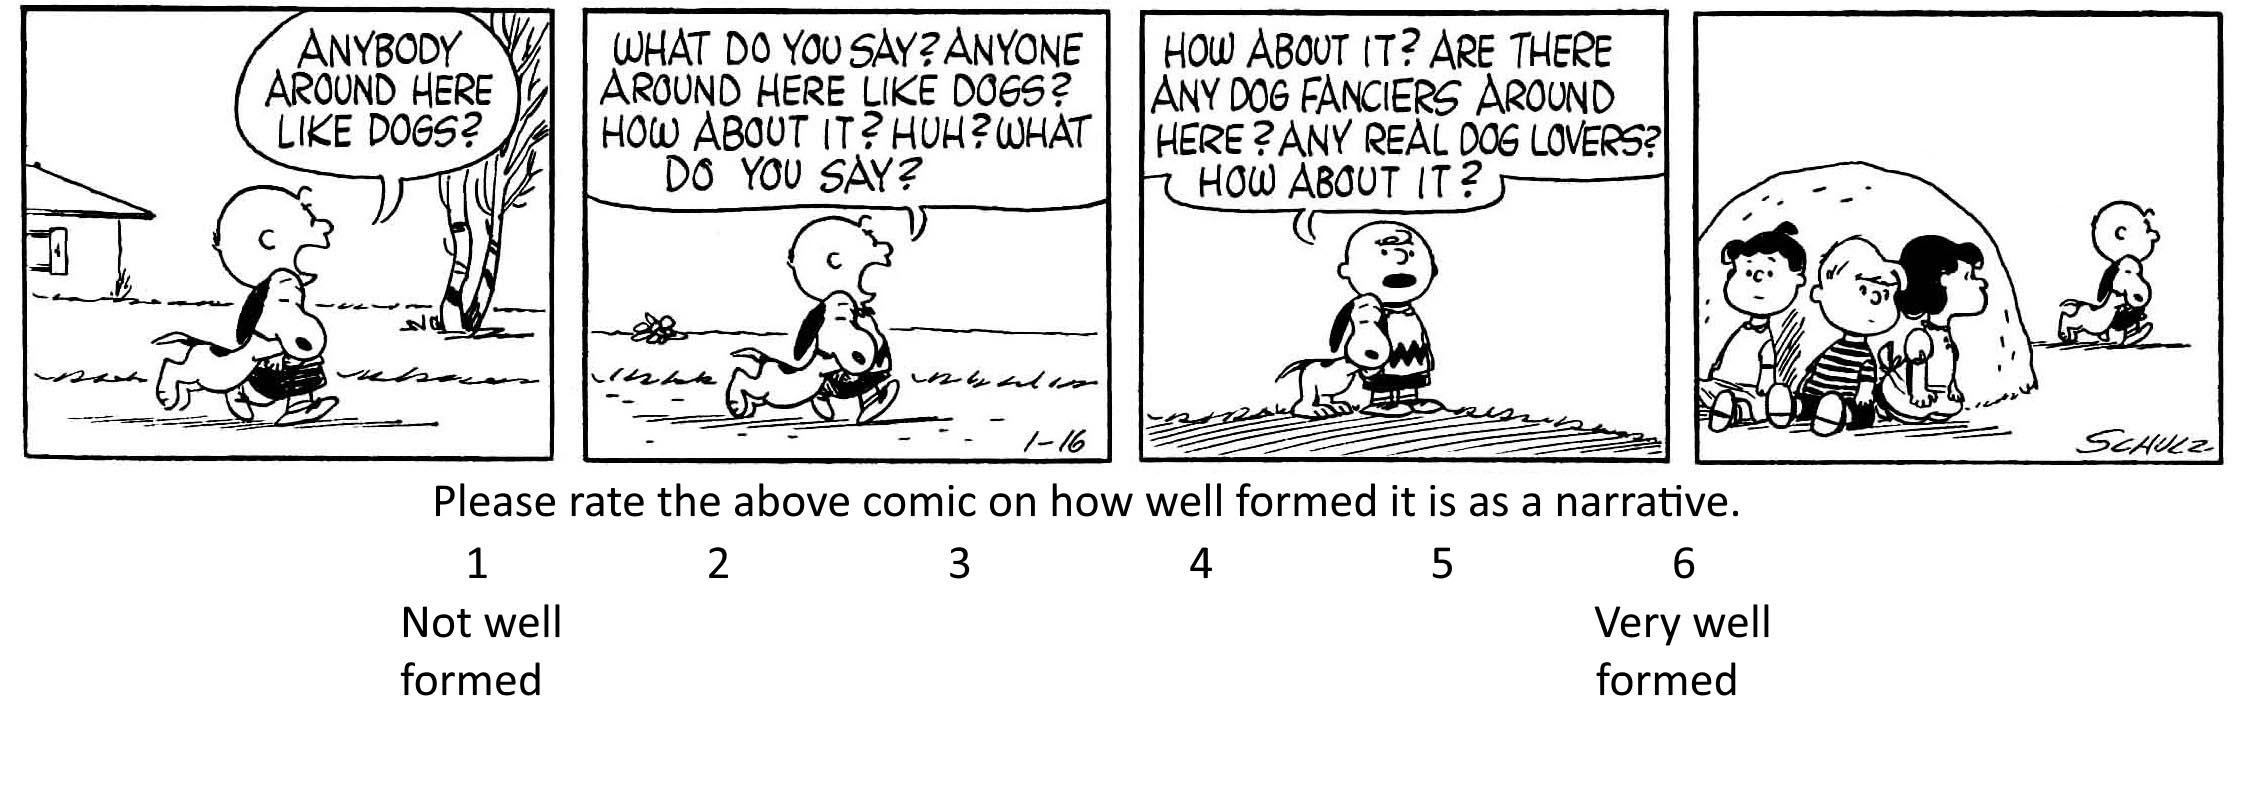 ANYBODY
AROUND HERE
LIKE DOGS?
WHAT DO YOU SAY? ANYONE
AROUND HERE LIKE DOGS?
HOW ABOUT IT? HUH? WHAT
DO YOU SAY?
1-16
HOW ABOUT IT? ARE THERE
ANY DOG FANCIERS AROUND
HERE? ANY REAL DOG LOVERS?
HOW ABOUT IT?
SCHULZ
Please rate the above comic on how well formed it is as a narrative.
1 2 3 4 5 6
Not well
formed
Very well
formed